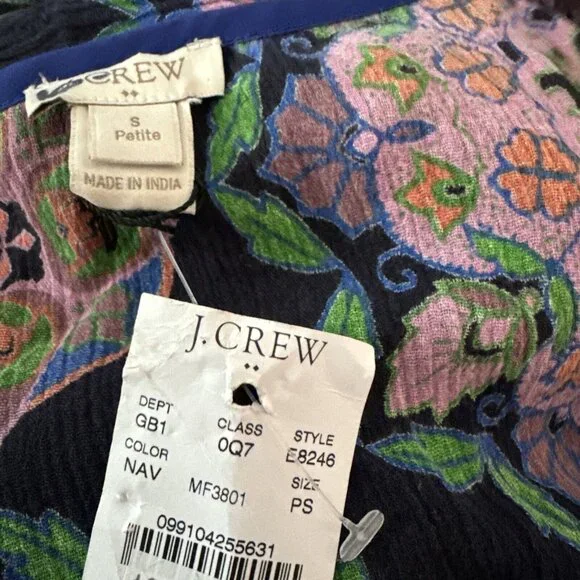 J.CREW
S
Petite
MADE IN INDIA
J.CREW
DEPT CLASS STYLE
GB1 0Q7 E8246
COLOR SIZE
NAV MF3801 PS
099104255631